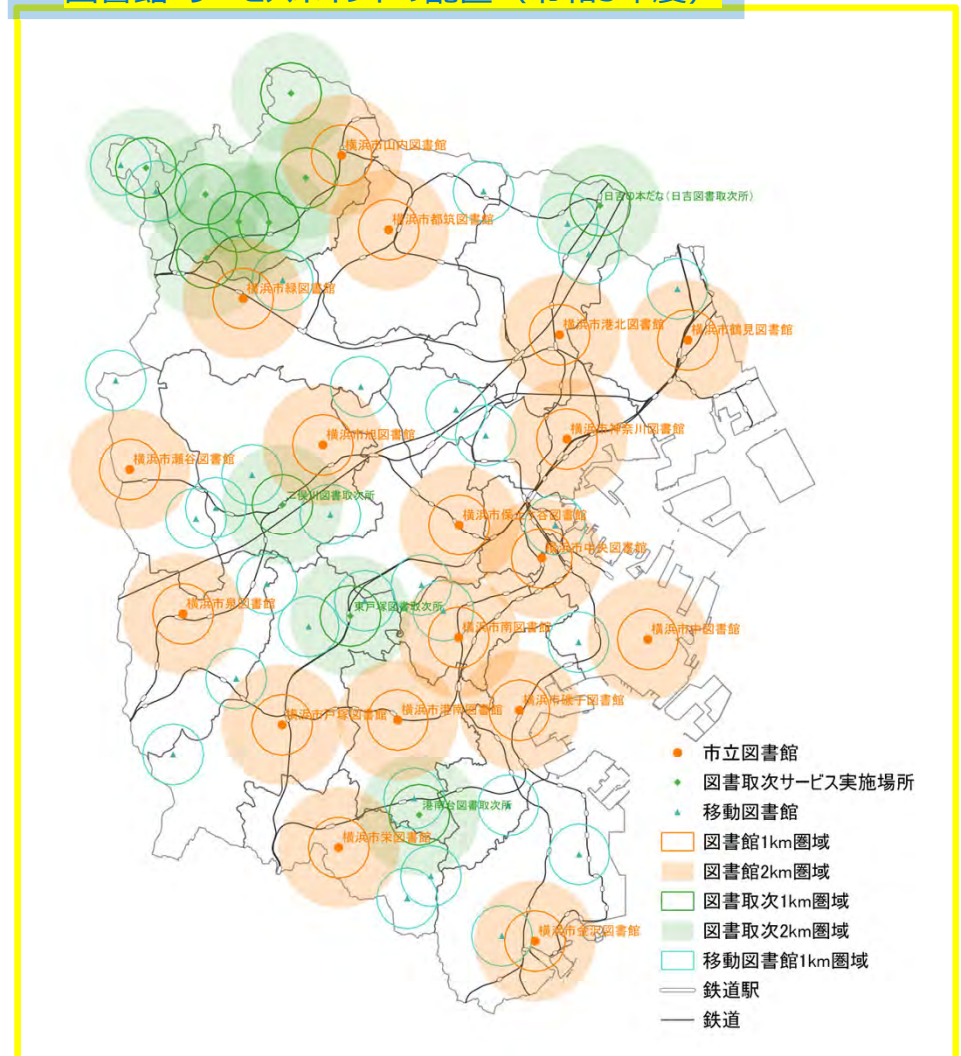 横浜市山内図書館
日吉の本だな(日吉図書取次所)
横浜市都筑図書館
横浜市緑図書館
横浜市港北図書館
横浜市鶴見図書館
横浜市旭図書館
横浜市神奈川図書館
横浜市瀬谷図書館
二俣川図書取次所
横浜市保土ケ谷図書館
横浜市中央図書館
横浜市泉図書館
東戸塚図書取次所
横浜市南図書館
横浜市中図書館
横浜市戸塚図書館
横浜市港南図書館
横浜市磯子図書館
港南台図書取次所
横浜市栄図書館
横浜市金沢図書館
市立図書館
図書取次サービス実施場所
移動図書館
図書館1km圏域
図書館2km圏域
図書取次1km圏域
図書取次2km圏域
移動図書館1km圏域
鉄道駅
鉄道